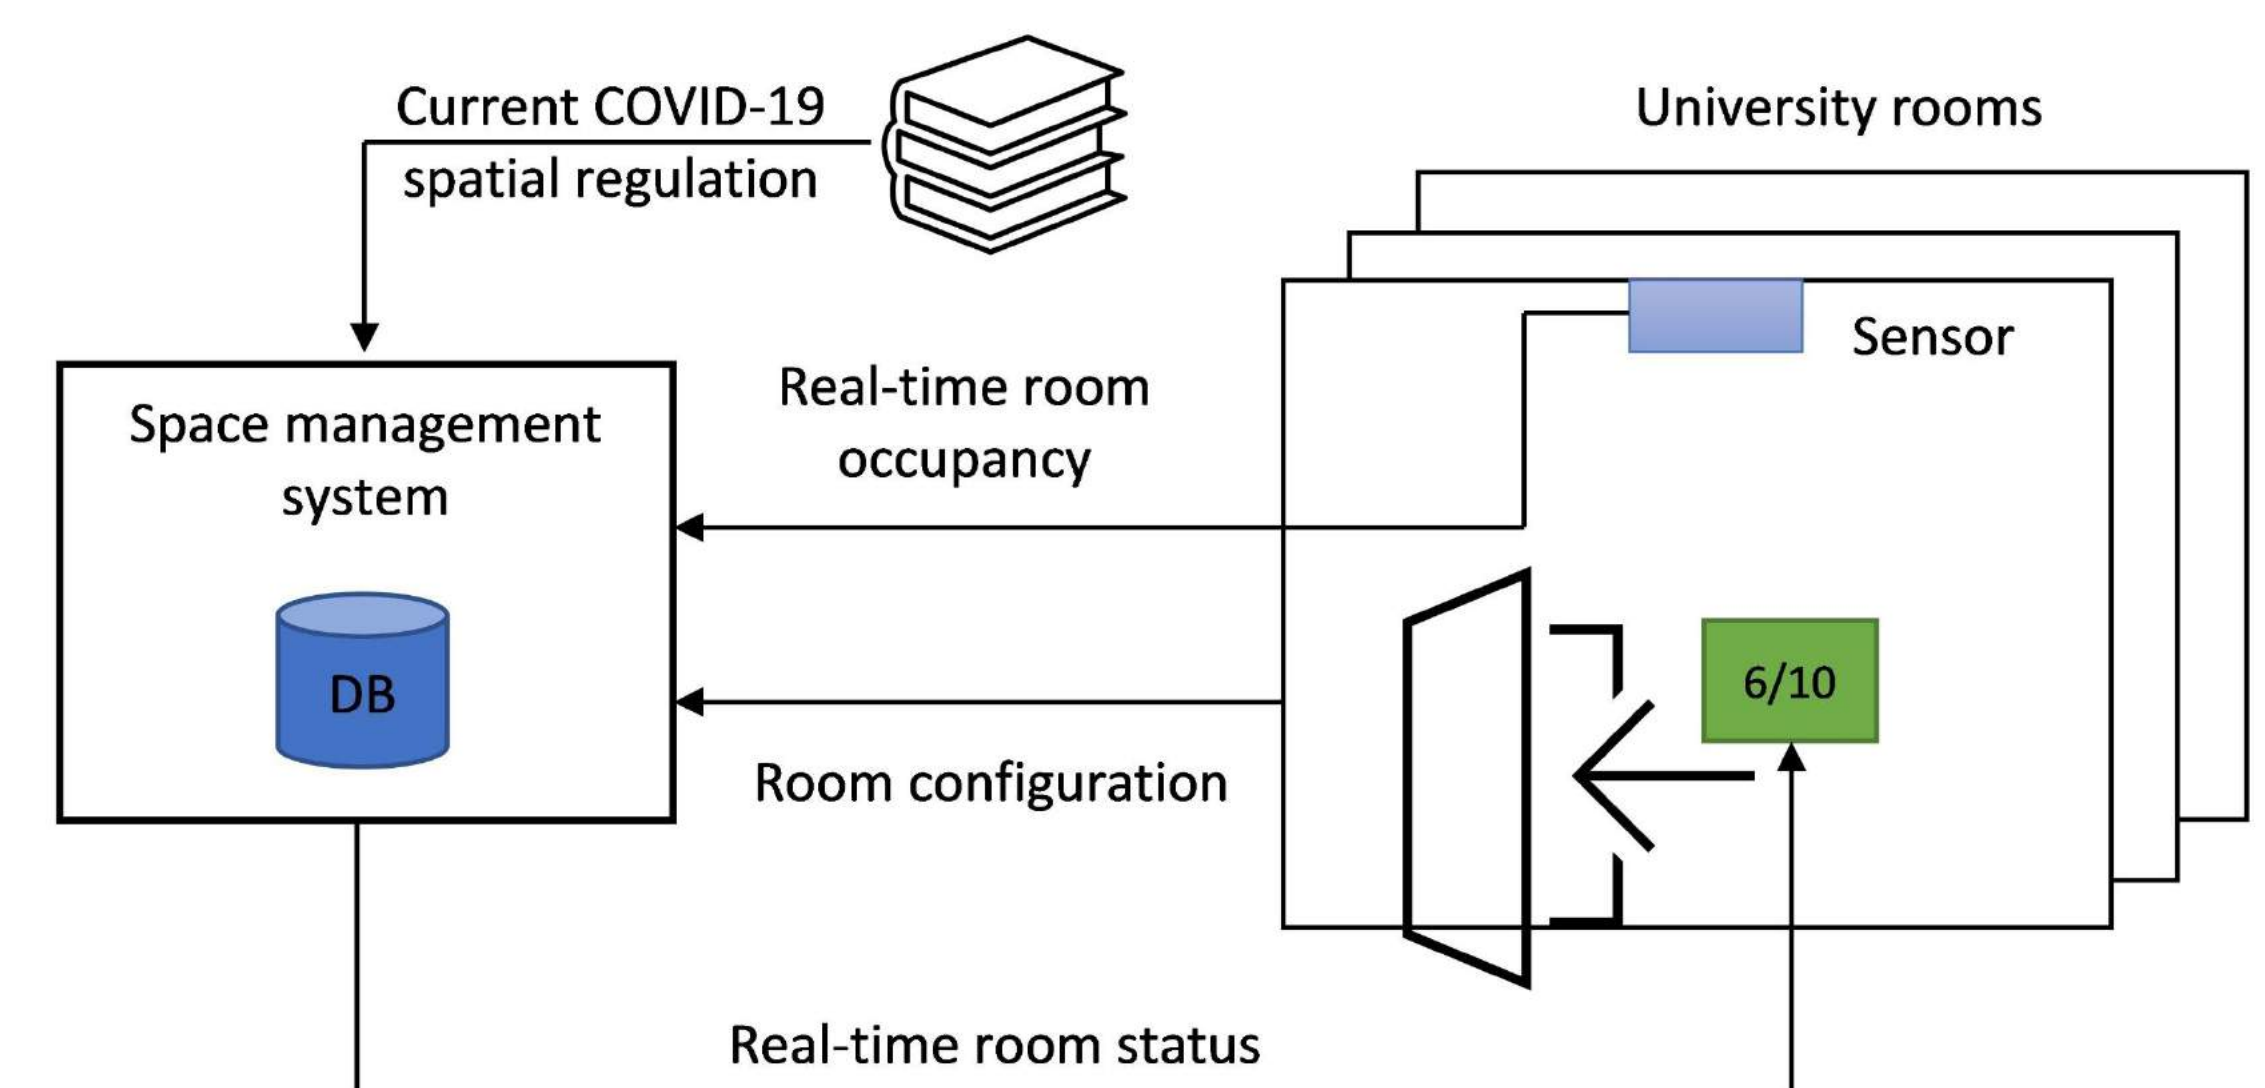 Current COVID-19
spatial regulation
University rooms
Sensor
Real-time room
occupancy
Space management
system
DB
6/10
Room configuration
Real-time room status